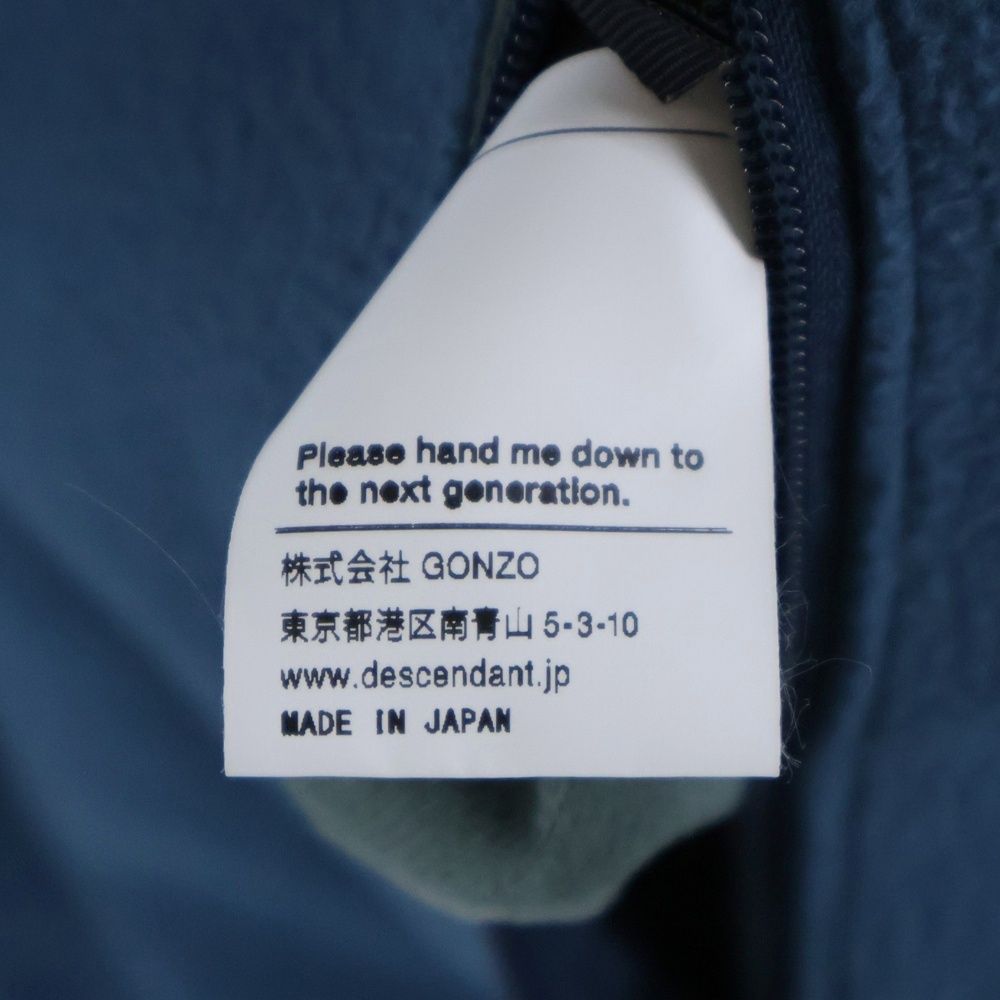 Please hand me down to
the next generation.
株式会社 GONZO
東京都港区南青山 5-3-10
www.descendant.jp
MADE IN JAPAN